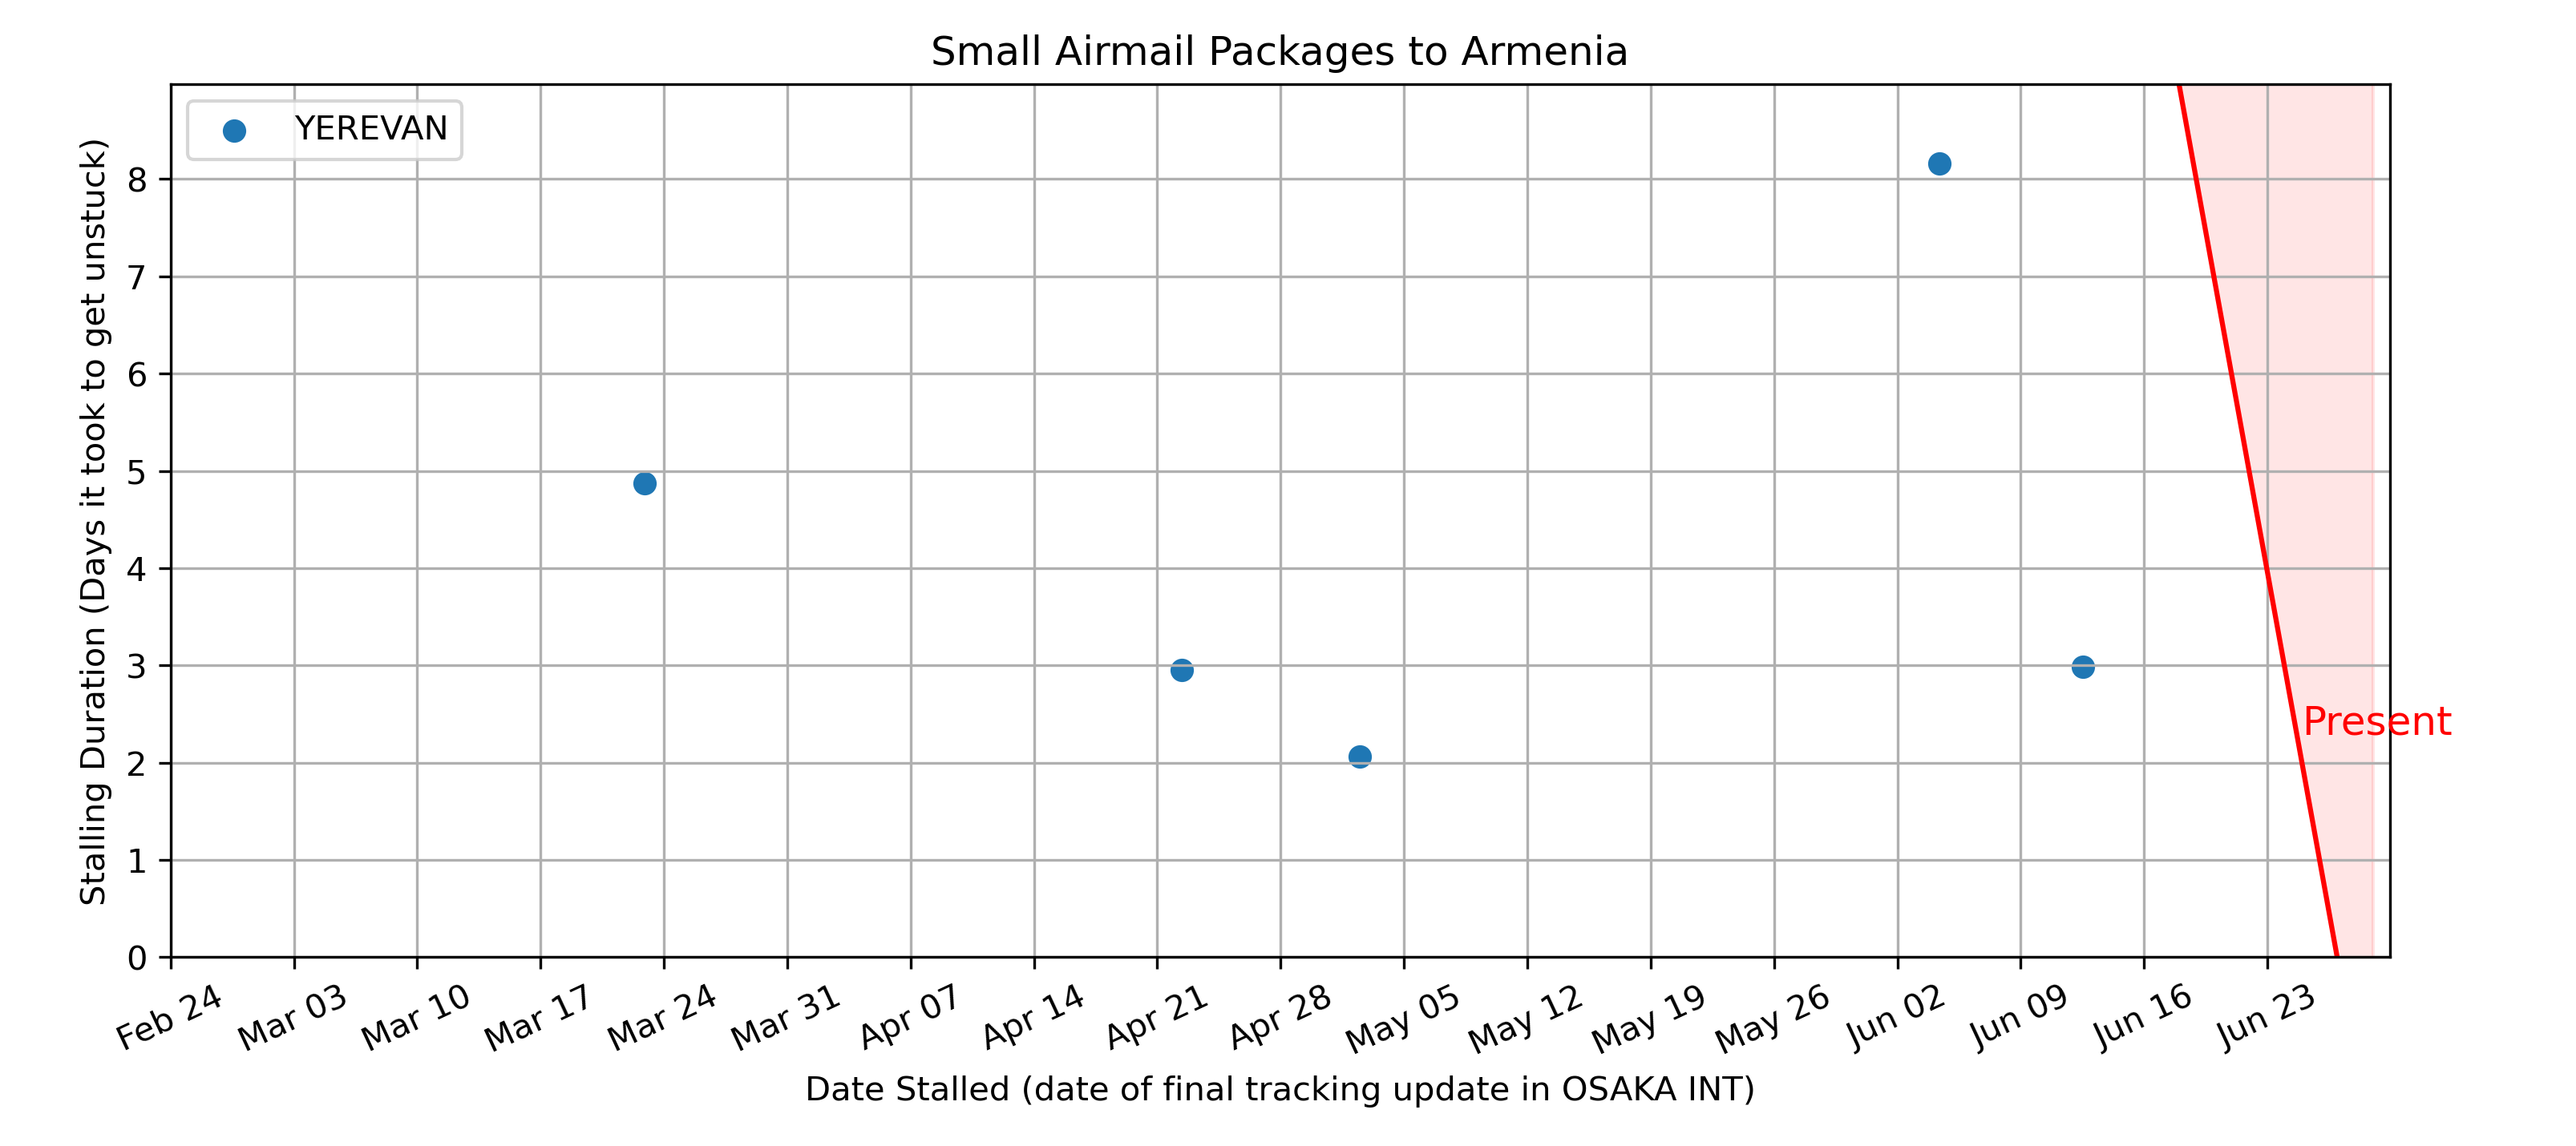 Small Airmail Packages to Armenia
YEREVAN
Stalling Duration (Days it took to get unstuck)
8
7
6
5
4
3
2
1
0
Present
Feb 24
Mar 03
Mar 10
Mar 17
Mar 24
Mar 31
Apr 07
Apr 14
Apr 21
Apr 28
May 05
May 12
May 19
May 26
Jun 02
Jun 09
Jun 16
Jun 23
Date Stalled (date of final tracking update in OSAKA INT)